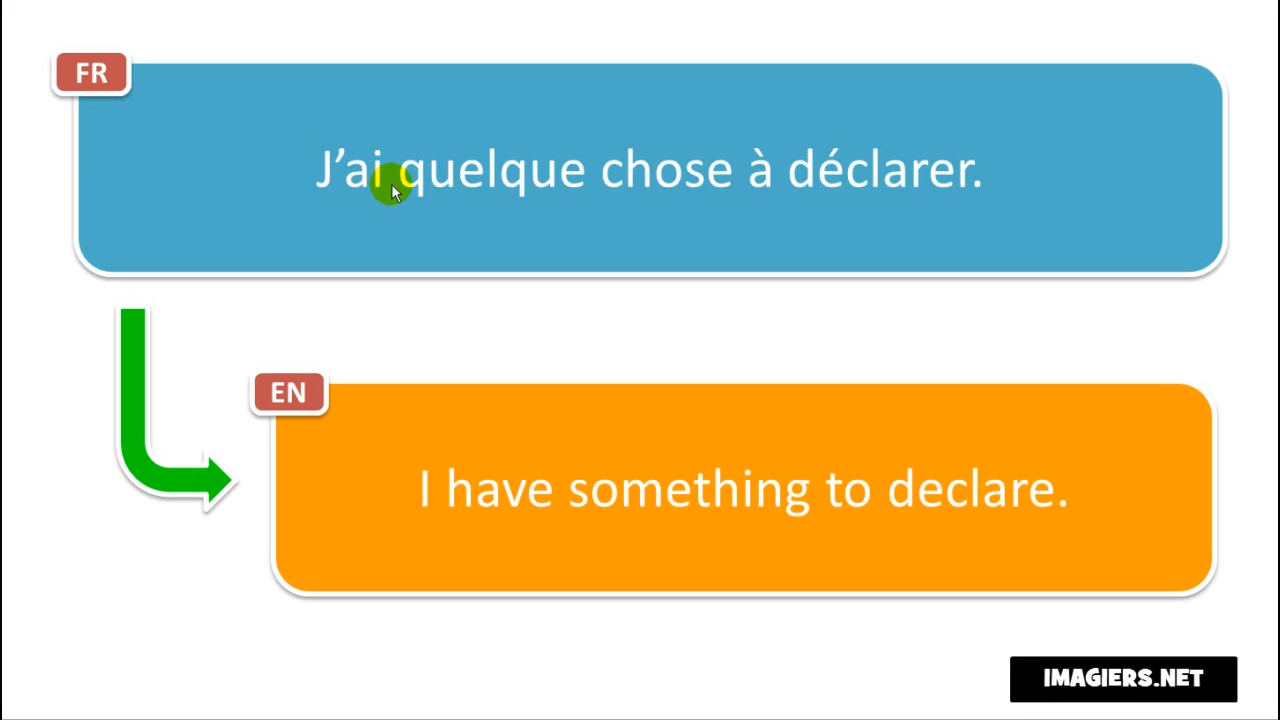 FR
J’ai quelque chose à déclarer.
EN
I have something to declare.
IMAGIERS.NET